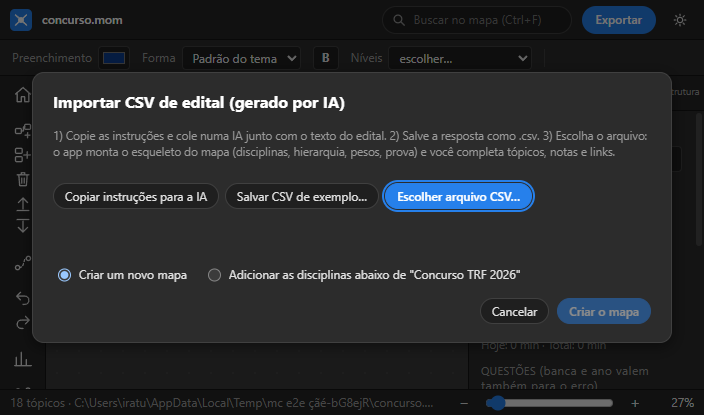 concurso.mom
Buscar no mapa (Ctrl+F)
Exportar
Preenchimento
Forma
Padrão do tema
B
Níveis
escolher...
rutura
Importar CSV de edital (gerado por IA)
1) Copie as instruções e cole numa IA junto com o texto do edital. 2) Salve a resposta como .csv. 3) Escolha o arquivo:
o app monta o esqueleto do mapa (disciplinas, hierarquia, pesos, prova) e você completa tópicos, notas e links.
Copiar instruções para a IA
Salvar CSV de exemplo...
Escolher arquivo CSV...
Criar um novo mapa
Adicionar as disciplinas abaixo de "Concurso TRF 2026"
Cancelar
Criar o mapa
Hoje: 0 min · Total: 0 min
QUESTÕES (banca e ano valem
também para o erro)
18 tópicos · C:\Users\iratu\AppData\Local\Temp\mc e2e çãé-bG8ejR\concurso....
27%